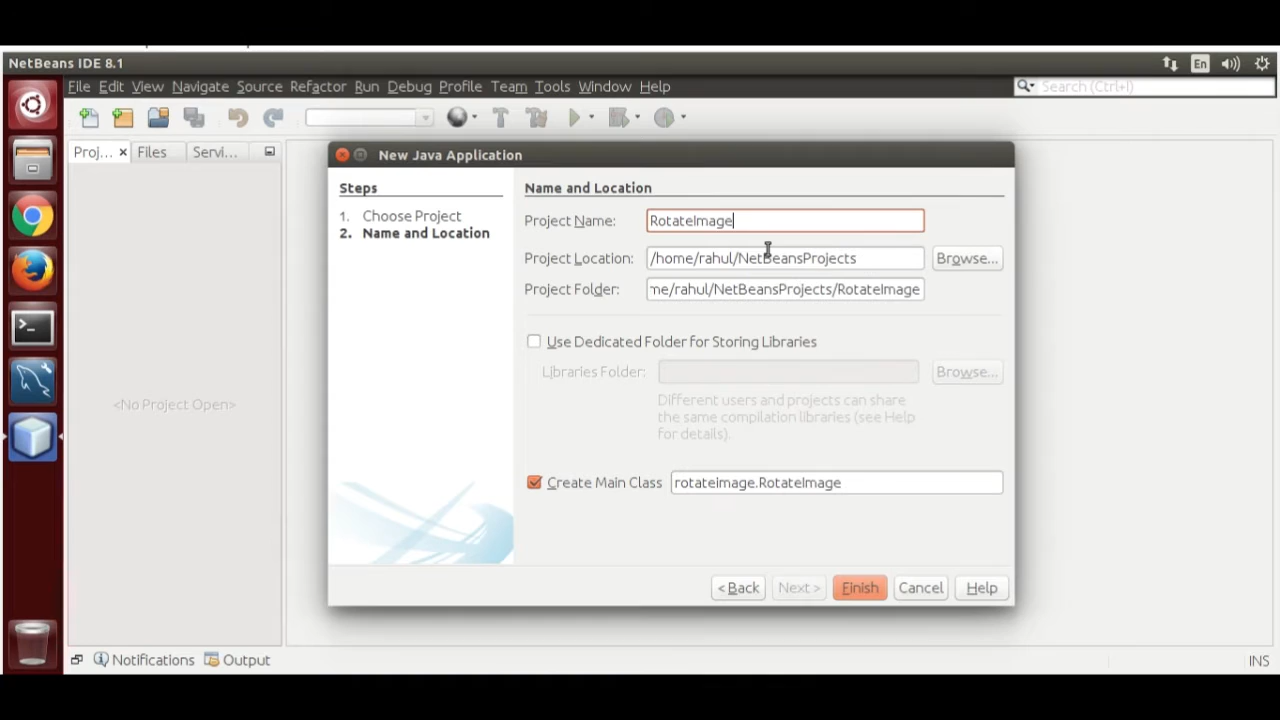 NetBeans IDE 8.1
En
File Edit View Navigate Source Refactor Run Debug Profile Team Tools Window Help
Search (Ctrl+I)
Proj... Files Servi...
<No Project Open>
New Java Application
Steps
1. Choose Project
2. Name and Location
Name and Location
Project Name: RotateImage
Project Location: /home/rahul/NetBeansProjects Browse...
Project Folder: me/rahul/NetBeansProjects/RotateImage
Use Dedicated Folder for Storing Libraries
Libraries Folder: Browse...
Different users and projects can share
the same compilation libraries (see Help
for details).
Create Main Class rotateimage.RotateImage
< Back Next > Finish Cancel Help
Notifications Output INS